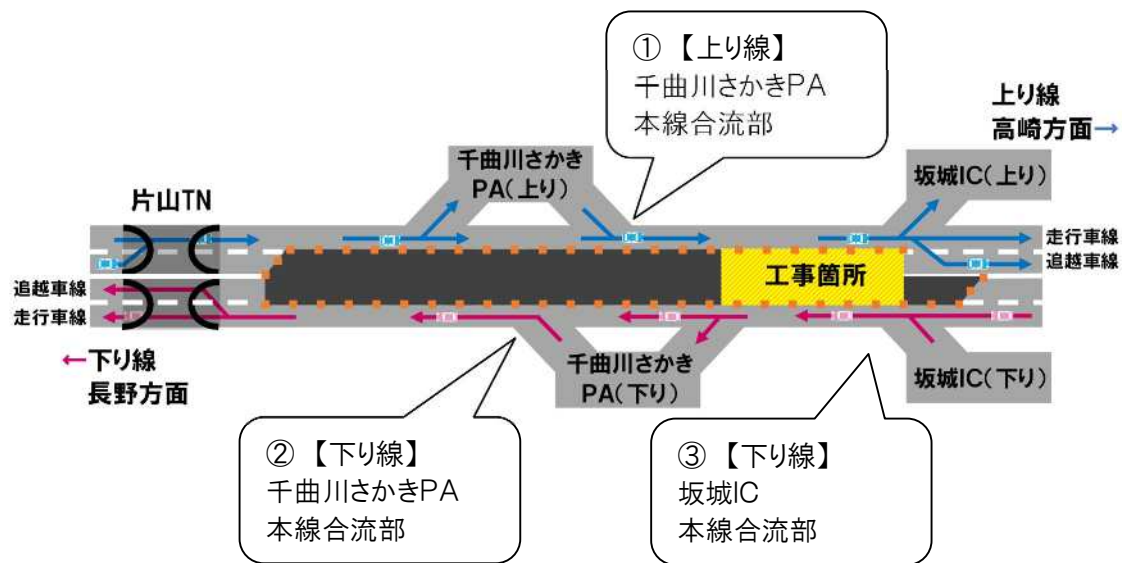 ① 【上り線】
千曲川さかきPA
本線合流部
上り線
高崎方面→
千曲川さかき
PA(上り)
坂城IC(上り)
片山TN
走行車線
追越車線
工事箇所
追越車線
走行車線
←下り線
長野方面
千曲川さかき
PA(下り)
坂城IC(下り)
② 【下り線】
千曲川さかきPA
本線合流部
③ 【下り線】
坂城IC
本線合流部